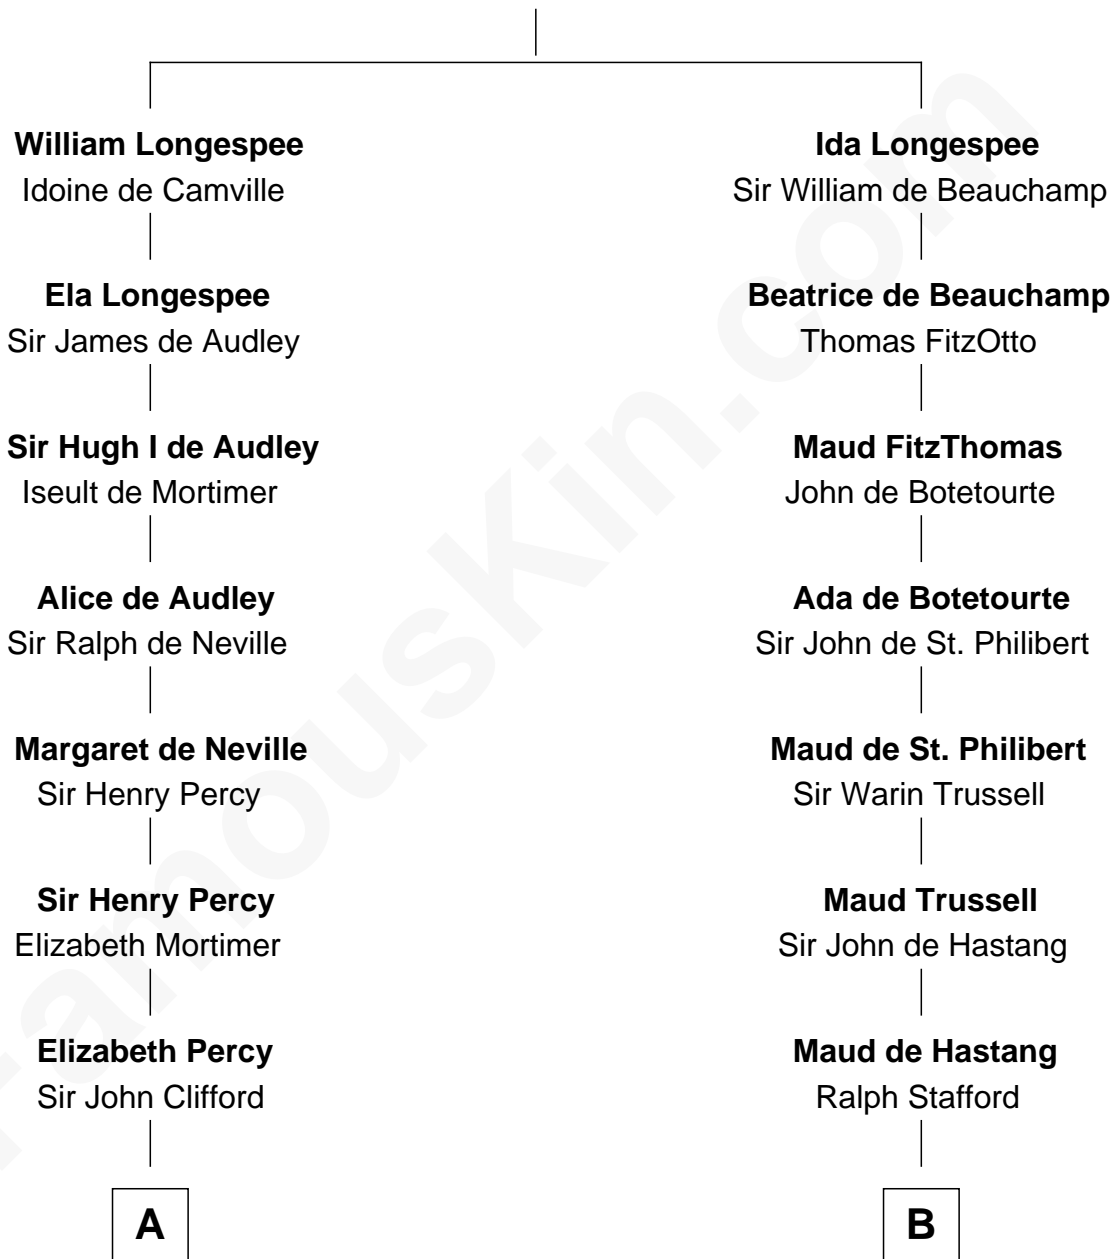 William Longespee
Idoine de Camville
Ela Longespee
Sir James de Audley
Sir Hugh I de Audley
Iseult de Mortimer
Alice de Audley
Sir Ralph de Neville
Margaret de Neville
Sir Henry Percy
Sir Henry Percy
Elizabeth Mortimer
Elizabeth Percy
Sir John Clifford
A
Ida Longespee
Sir William de Beauchamp
Beatrice de Beauchamp
Thomas FitzOtto
Maud FitzThomas
John de Botetourte
Ada de Botetourte
Sir John de St. Philibert
Maud de St. Philibert
Sir Warin Trussell
Maud Trussell
Sir John de Hastang
Maud de Hastang
Ralph Stafford
B
FamousKin.com